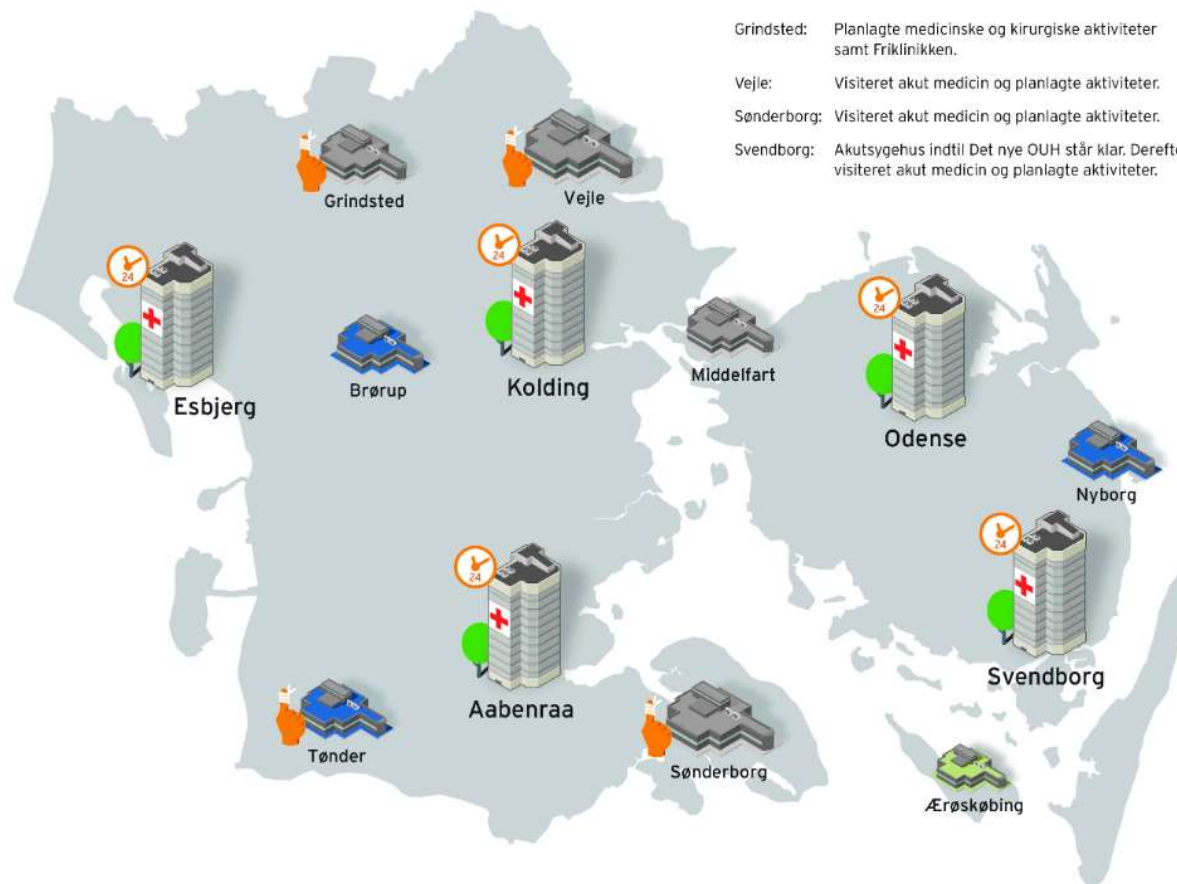 Grindsted: Planlagte medicinske og kirurgiske aktiviteter
samt Friklinikken.
Vejle: Visiteret akut medicin og planlagte aktiviteter.
Sønderborg: Visiteret akut medicin og planlagte aktiviteter.
Svendborg: Akutsygehus indtil Det nye OUH står klar. Derefte
visiteret akut medicin og planlagte aktiviteter.
Grindsted
Vejle
24
Esbjerg
Brørup
24
Kolding
Middelfart
24
Odense
Nyborg
24
Aabenraa
24
Svendborg
Tønder
Sønderborg
Ærøskøbing